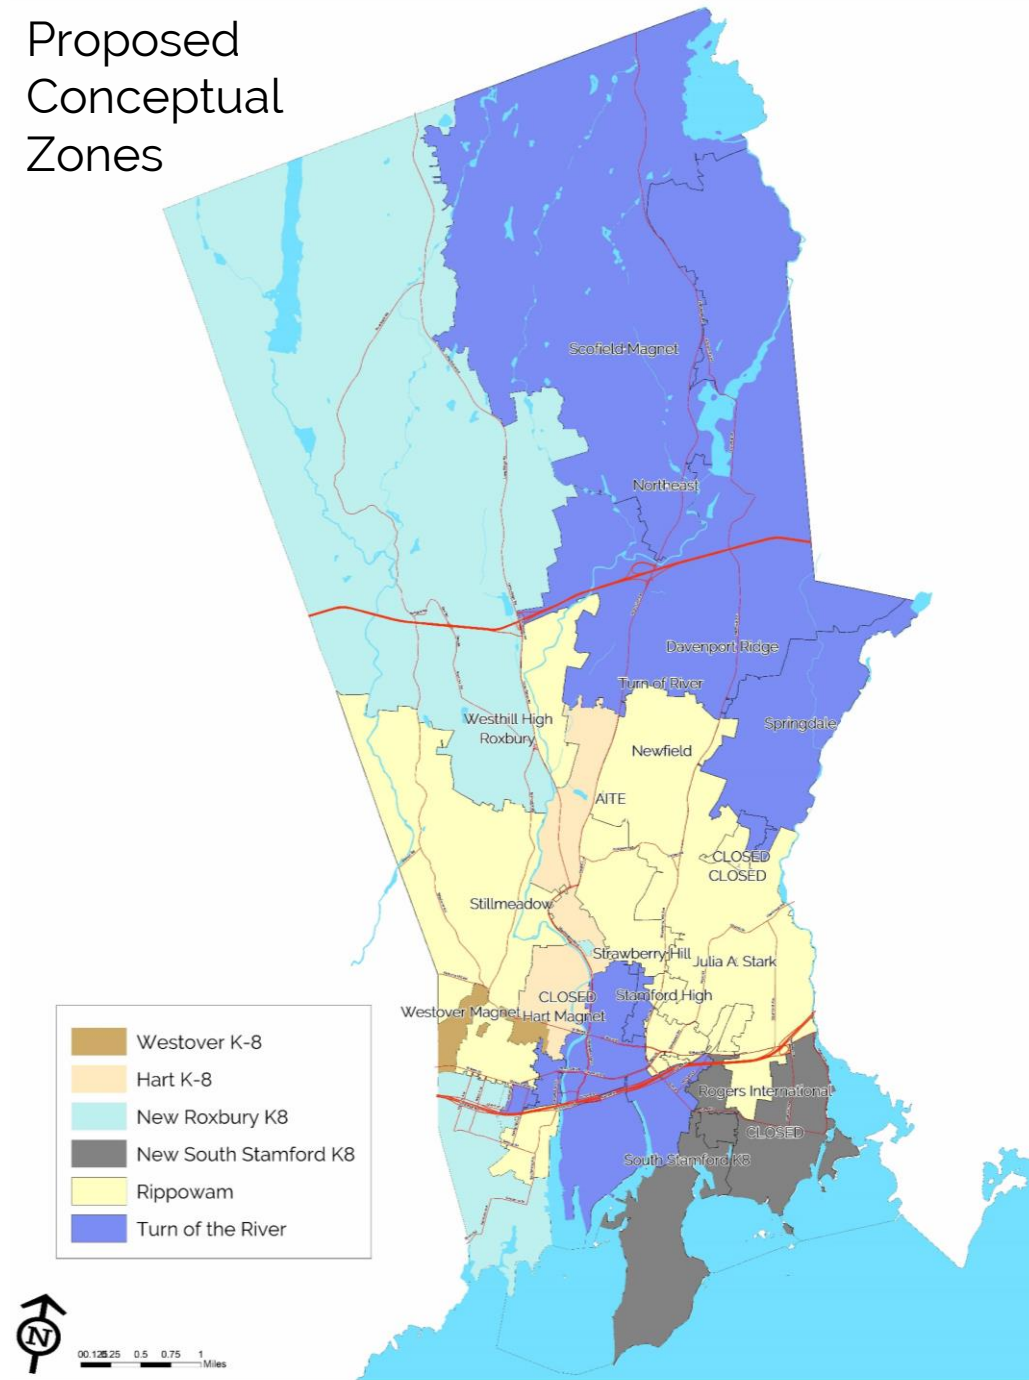 Proposed
Conceptual
Zones
Scofield Magnet
Northeast
Davenport Ridge
Turn of River
Springdale
Westhill High
Roxbury
Newfield
AITE
CLOSED
CLOSED
Stillmeadow
Strawberry Hill
Julia A. Stark
CLOSED
Stamford High
Westover Magnet
Hart Magnet
Rogers International
CLOSED
South Stamford K8
Westover K-8
Hart K-8
New Roxbury K8
New South Stamford K8
Rippowam
Turn of the River
N
0.5 0.75 1
Miles